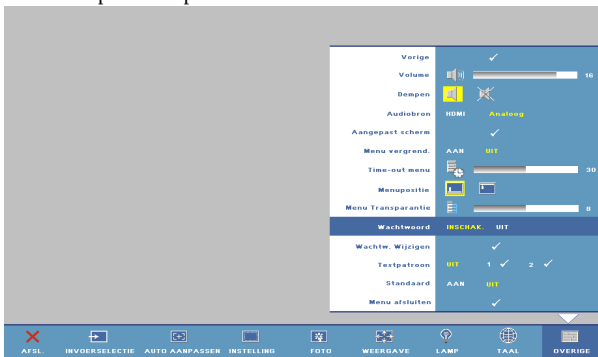 Vorige
Volume 16
Dempen
Audiobron HDMI Analoog
Aangepast scherm
Menu vergrend. AAN UIT
Time-out menu 30
Menupositie
Menu Transparantie 8
Wachtwoord INSCHAK. UIT
Wachtw. Wijzigen
Testpatroon UIT 1 2
Standaard AAN UIT
Menu afsluiten
AFSL. INVOERSELECTIE AUTO AANPASSEN INSTELLING FOTO WEERGAVE LAMP TAAL OVERIGE